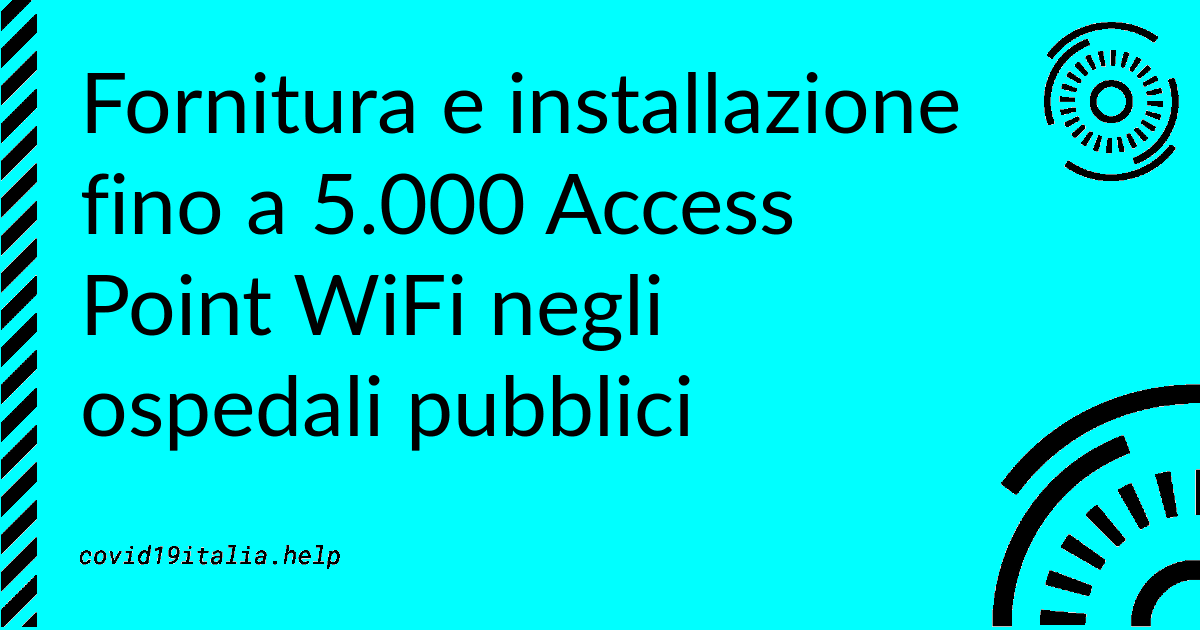 Fornitura e installazione
fino a 5.000 Access
Point WiFi negli
ospedali pubblici
covid19italia.help